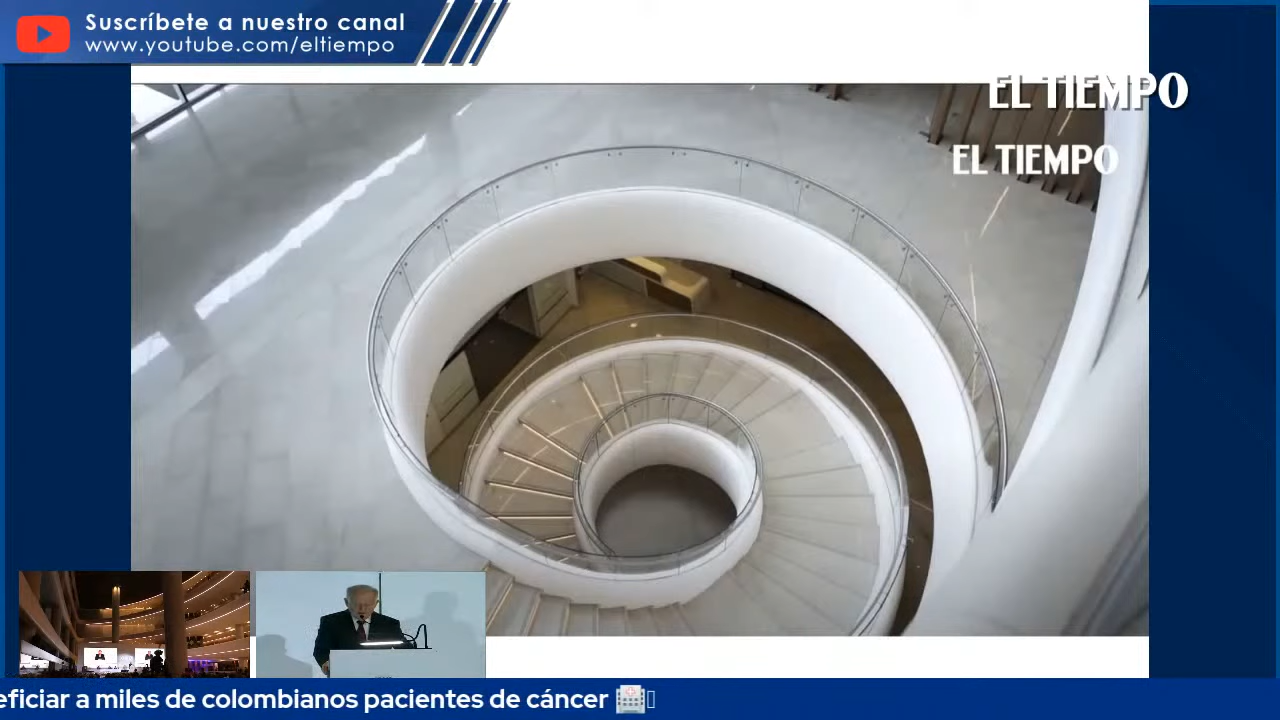 Suscríbete a nuestro canal
www.youtube.com/eltiempo
EL TIEMPO
EL TIEMPO
eficiar a miles de colombianos pacientes de cáncer 🏥